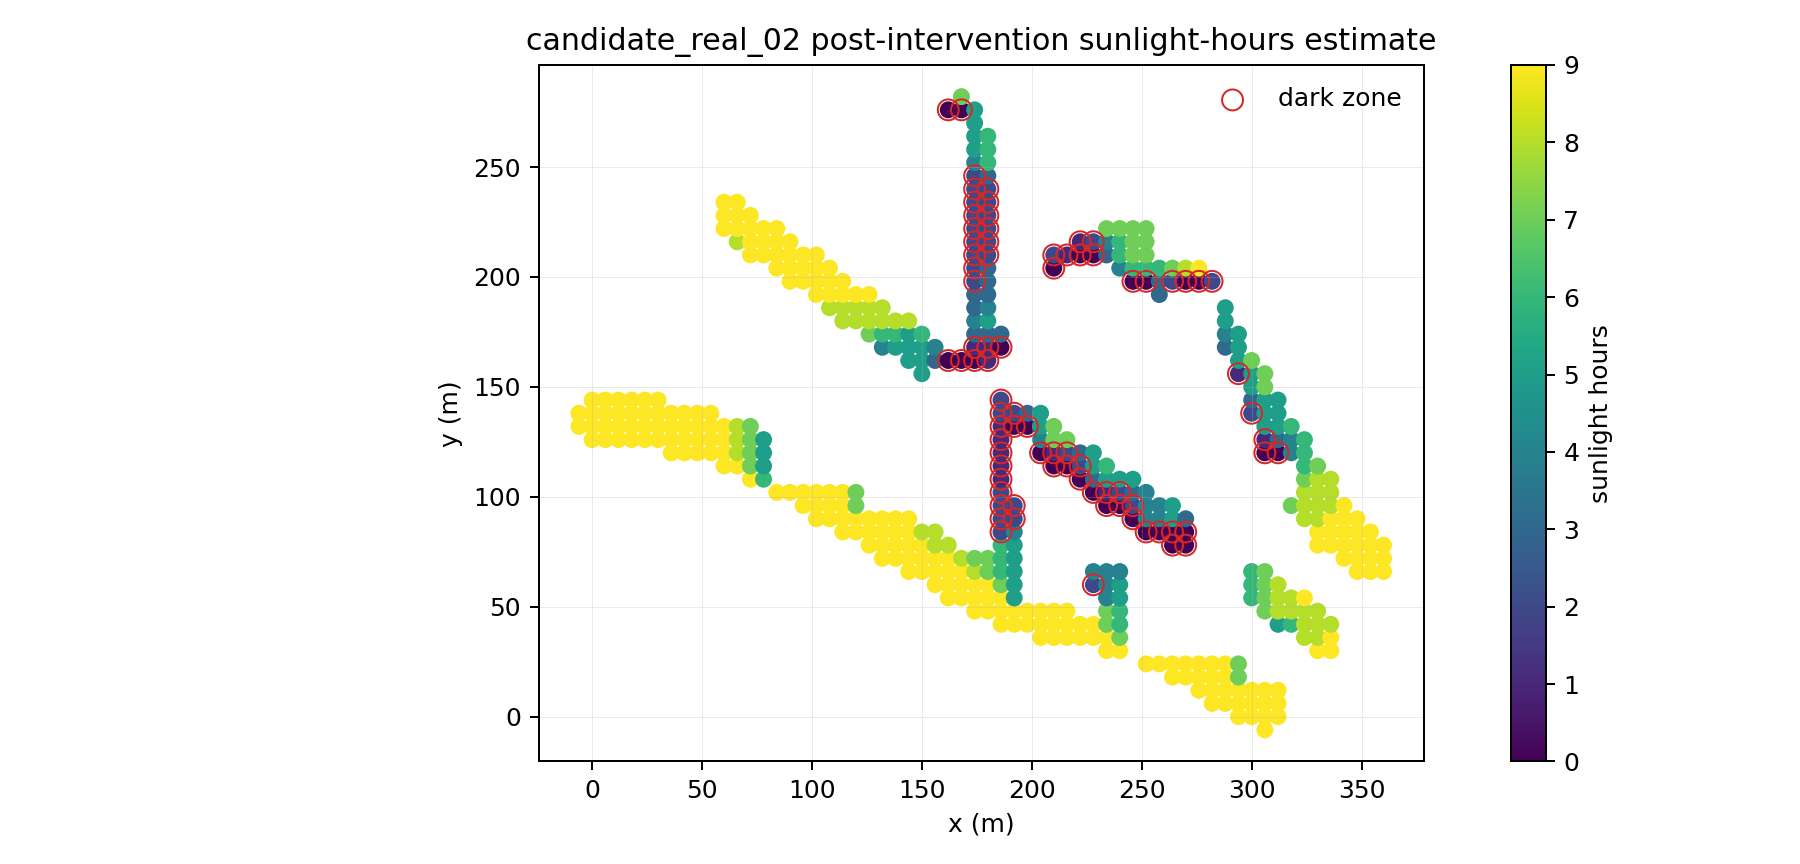 candidate_real_02 post-intervention sunlight-hours estimate
dark zone
y (m)
250
200
150
100
50
0
0 50 100 150 200 250 300 350
x (m)
9
8
7
6
5
4
3
2
1
0
sunlight hours